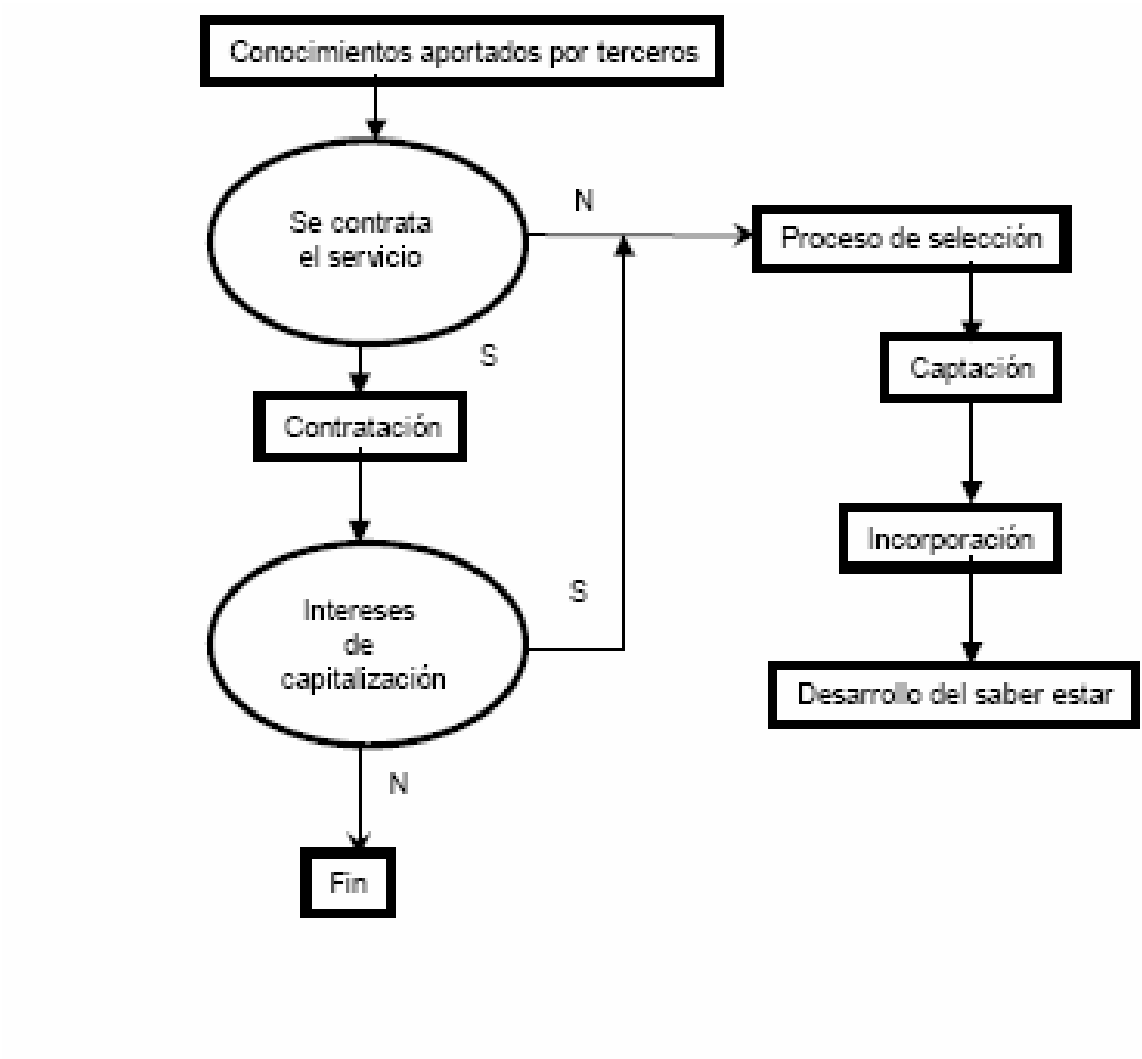 Conocimientos aportados por terceros
Se contrata
el servicio
N
Proceso de selección
S
Captación
Contratación
Incorporación
Intereses
de
capitalización
S
Desarrollo del saber estar
N
Fin